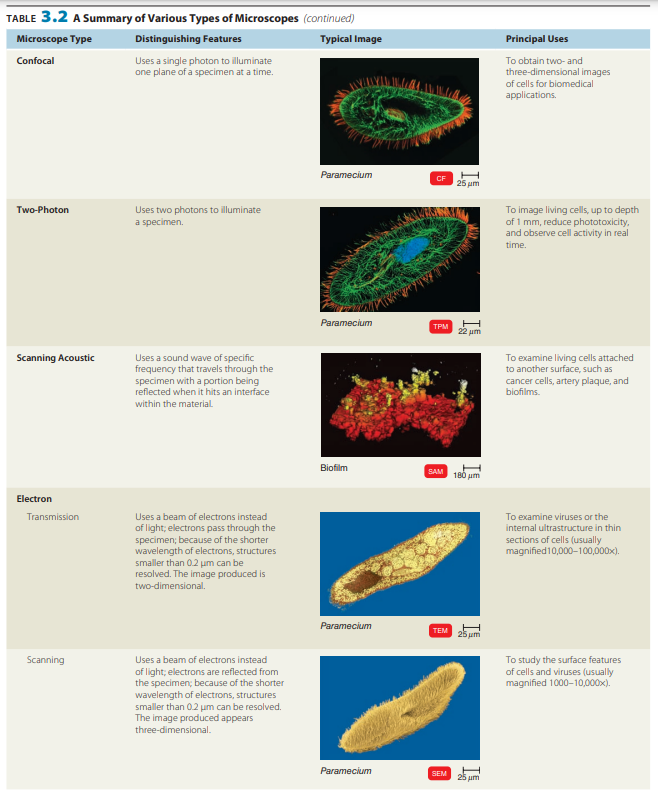 TABLE 3.2 A Summary of Various Types of Microscopes (continued)
Microscope Type Distinguishing Features Typical Image Principal Uses
Confocal
Uses a single photon to illuminate
one plane of a specimen at a time.
Paramecium
CF
25 µm
To obtain two- and
three-dimensional images
of cells for biomedical
applications.
Two-Photon
Uses two photons to illuminate
a specimen.
Paramecium
TPM
22 µm
To image living cells, up to depth
of 1 mm, reduce phototoxicity,
and observe cell activity in real
time.
Scanning Acoustic
Uses a sound wave of specific
frequency that travels through the
specimen with a portion being
reflected when it hits an interface
within the material.
Biofilm
SAM
180 µm
To examine living cells attached
to another surface, such as
cancer cells, artery plaque, and
biofilms.
Electron
Transmission
Uses a beam of electrons instead
of light; electrons pass through the
specimen; because of the shorter
wavelength of electrons, structures
smaller than 0.2 µm can be
resolved. The image produced is
two-dimensional.
Paramecium
TEM
25 µm
To examine viruses or the
internal ultrastructure in thin
sections of cells (usually
magnified10,000–100,000×).
Scanning
Uses a beam of electrons instead
of light; electrons are reflected from
the specimen; because of the shorter
wavelength of electrons, structures
smaller than 0.2 µm can be resolved.
The image produced appears
three-dimensional.
Paramecium
SEM
25 µm
To study the surface features
of cells and viruses (usually
magnified 1000–10,000×).